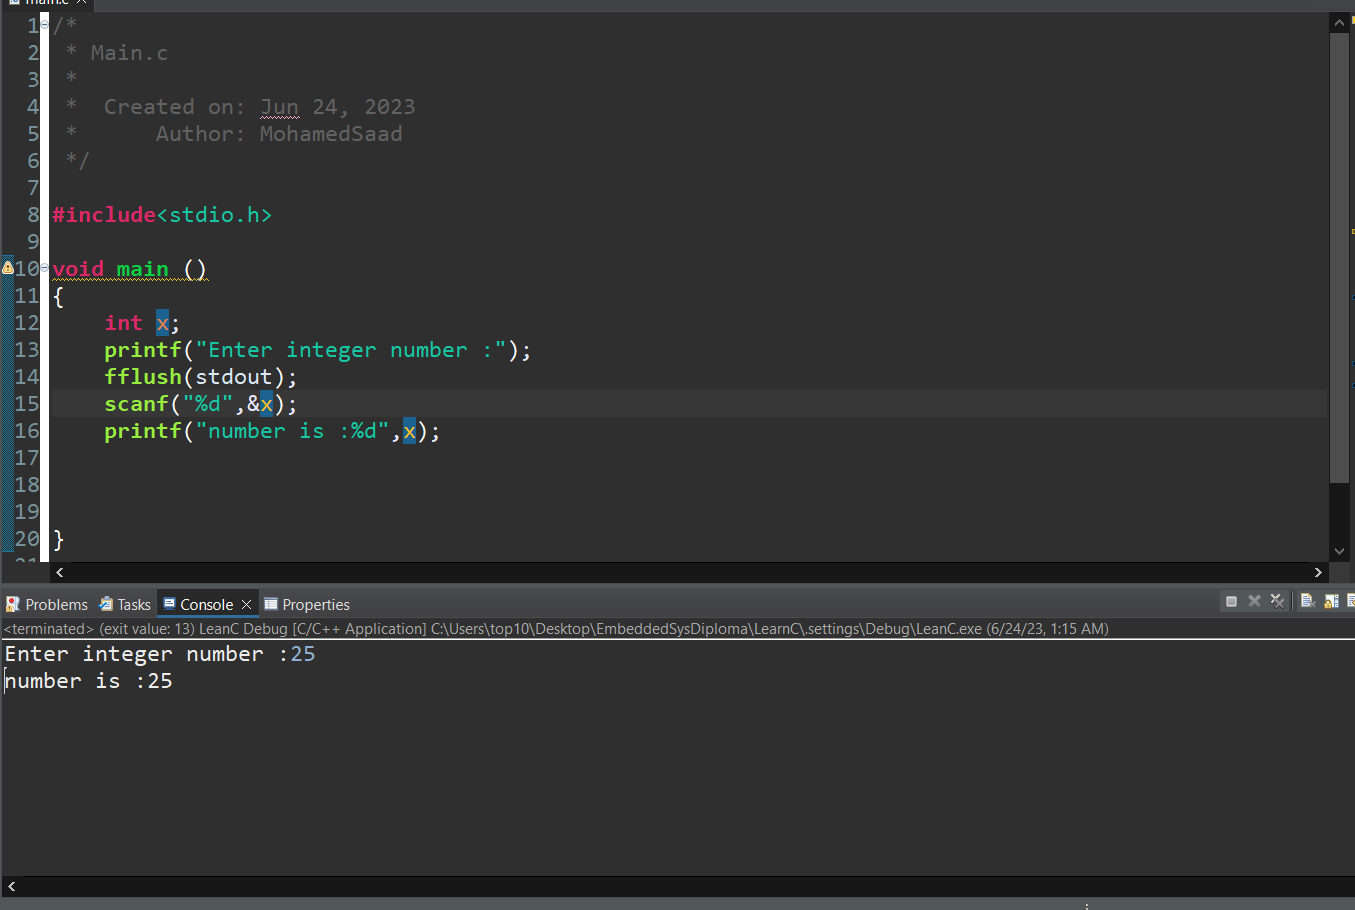 main.c
1 /*
2  * Main.c
3  *
4  *  Created on: Jun 24, 2023
5  *      Author: MohamedSaad
6  */
7
8 #include<stdio.h>
9
10 void main ()
11 {
12     int x;
13     printf("Enter integer number :");
14     fflush(stdout);
15     scanf("%d",&x);
16     printf("number is :%d",x);
17
18
19
20 }
21
Problems Tasks Console Properties
<terminated> (exit value: 13) LeanC Debug [C/C++ Application] C:\Users\top10\Desktop\EmbeddedSysDiploma\LearnC\.settings\Debug\LeanC.exe (6/24/23, 1:15 AM)
Enter integer number :25
number is :25